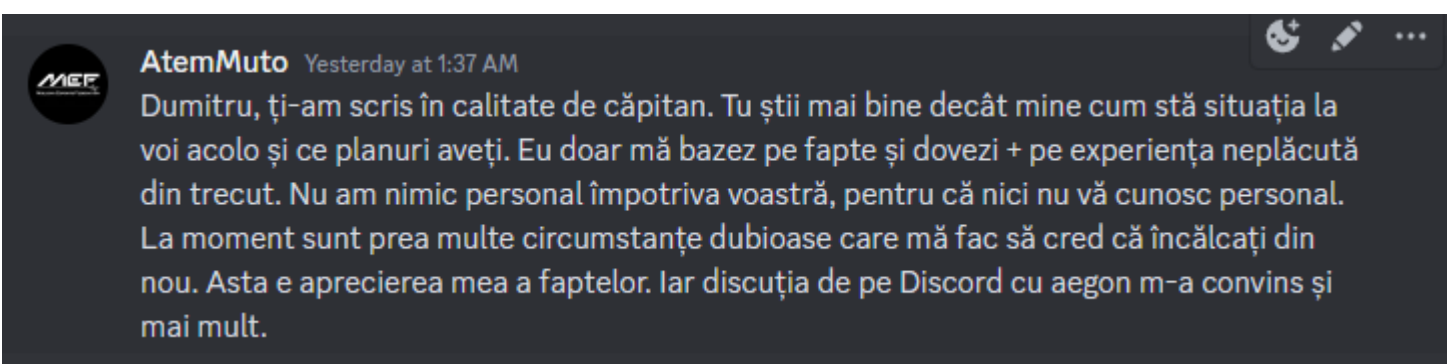 MEF
AtemMuto Yesterday at 1:37 AM
Dumitru, ți-am scris în calitate de căpitan. Tu știi mai bine decât mine cum stă situația la
voi acolo și ce planuri aveți. Eu doar mă bazez pe fapte și dovezi + pe experiența neplăcută
din trecut. Nu am nimic personal împotriva voastră, pentru că nici nu vă cunosc personal.
La moment sunt prea multe circumstanțe dubioase care mă fac să cred că încălcați din
nou. Asta e aprecierea mea a faptelor. Iar discuția de pe Discord cu aegon m-a convins și
mai mult.